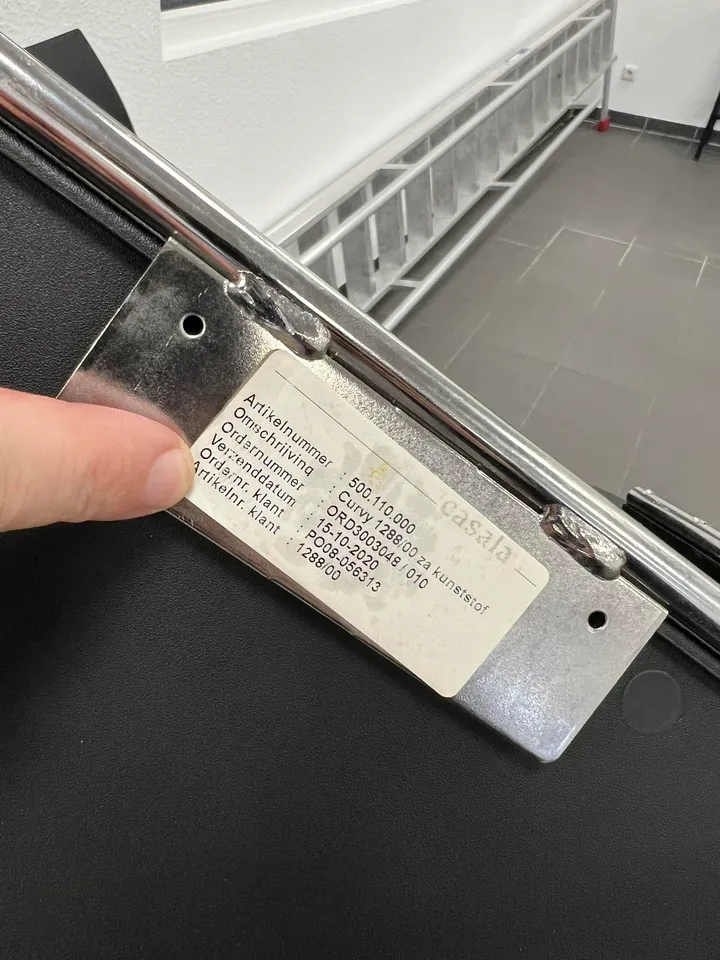 casala
Artikelnummer : 500.110.000
Omschrijving : Curvy 1288/00 za kunststof
Ordernummer : ORD3003048 / 010
Verzenddatum : 15-10-2020
Ordernr. klant : PO08-056313
Artikelnr. klant : 1288/00